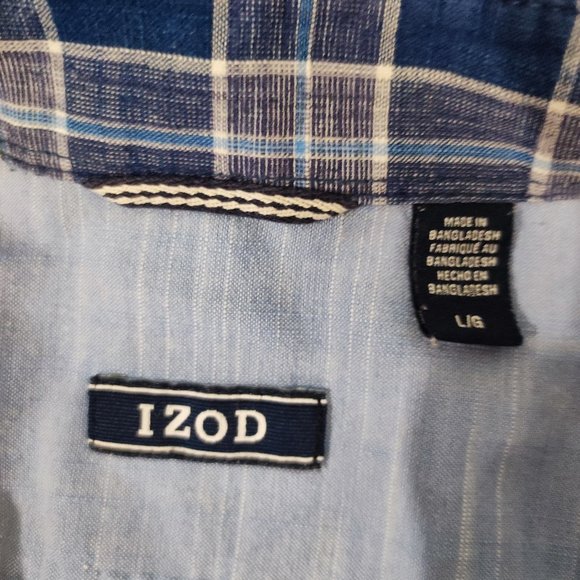 MADE IN
BANGLADESH
FABRIQUÉ AU
BANGLADESH
HECHO EN
BANGLADESH
L/G
IZOD